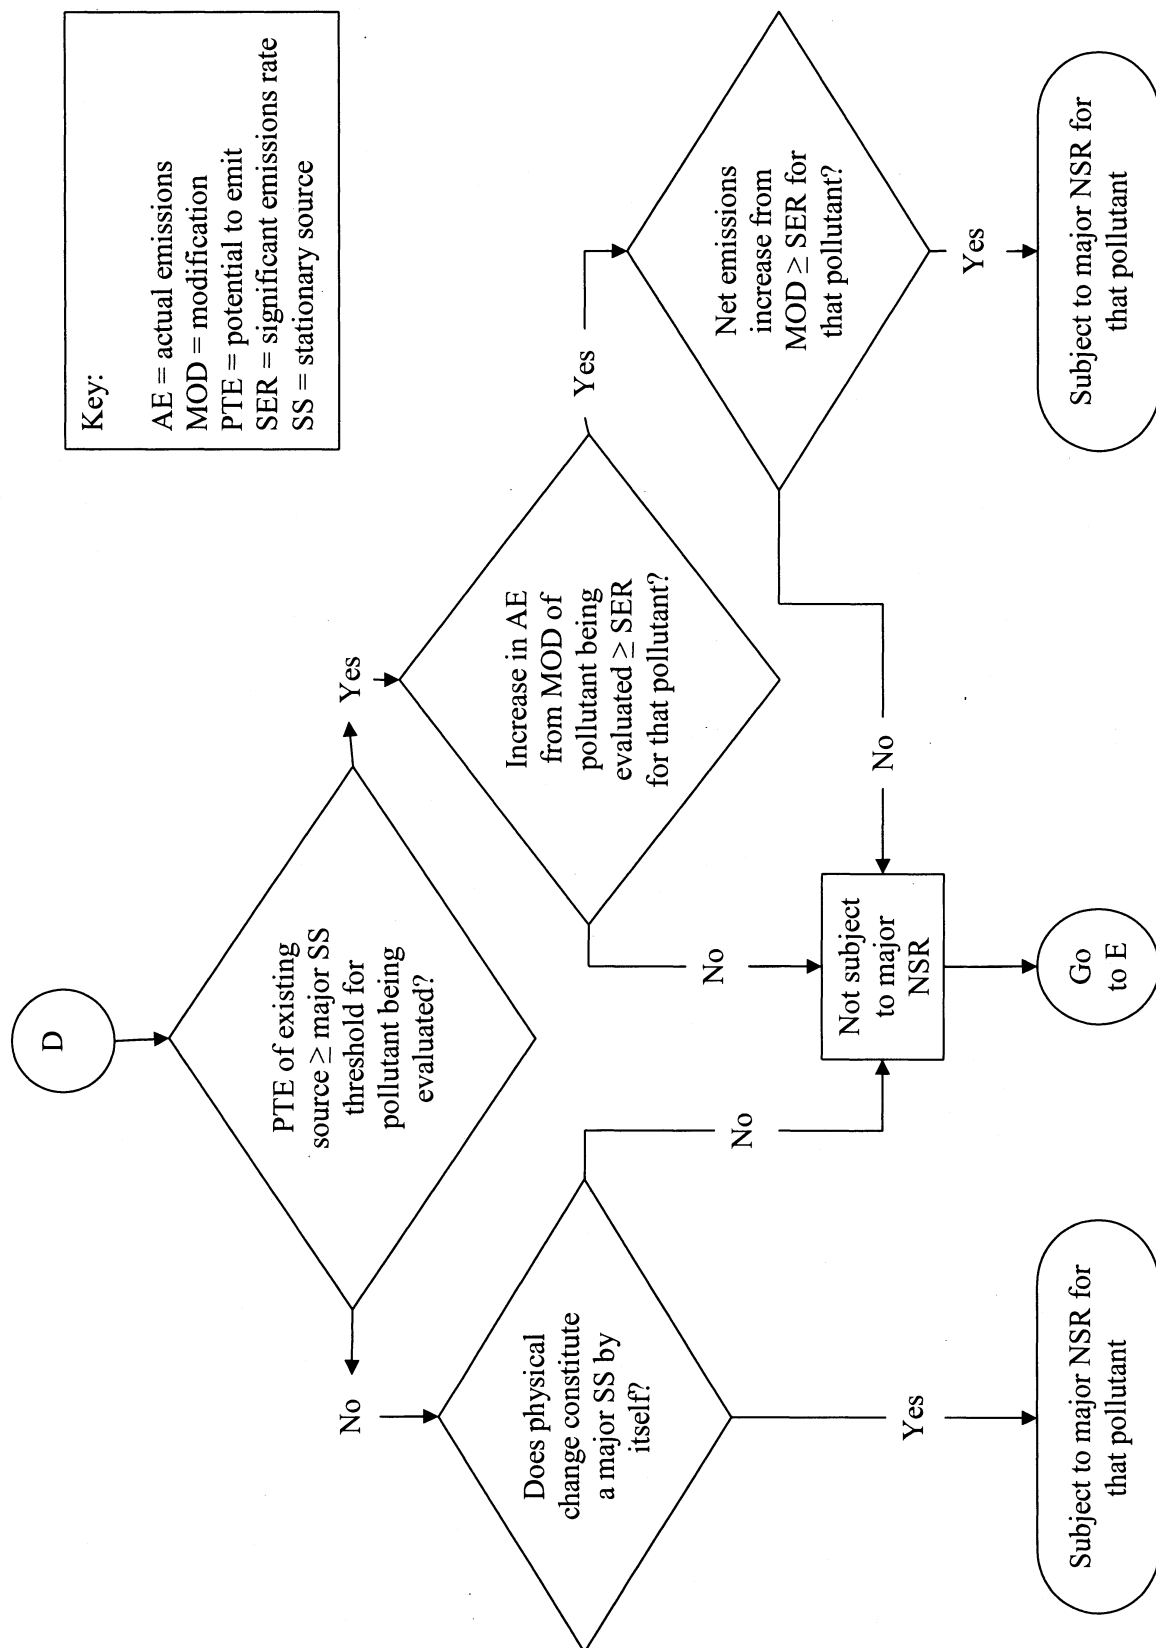 D
PTE of existing
source ≥ major SS
threshold for
pollutant being
evaluated?
No
Yes
Key:
AE = actual emissions
MOD = modification
PTE = potential to emit
SER = significant emissions rate
SS = stationary source
Does physical
change constitute
a major SS by
itself?
Increase in AE
from MOD of
pollutant being
evaluated ≥ SER
for that pollutant?
Yes
Net emissions
increase from
MOD ≥ SER for
that pollutant?
No
No
No
Not subject
to major
NSR
Yes
Yes
Subject to major NSR for
that pollutant
Go
to E
Subject to major NSR for
that pollutant